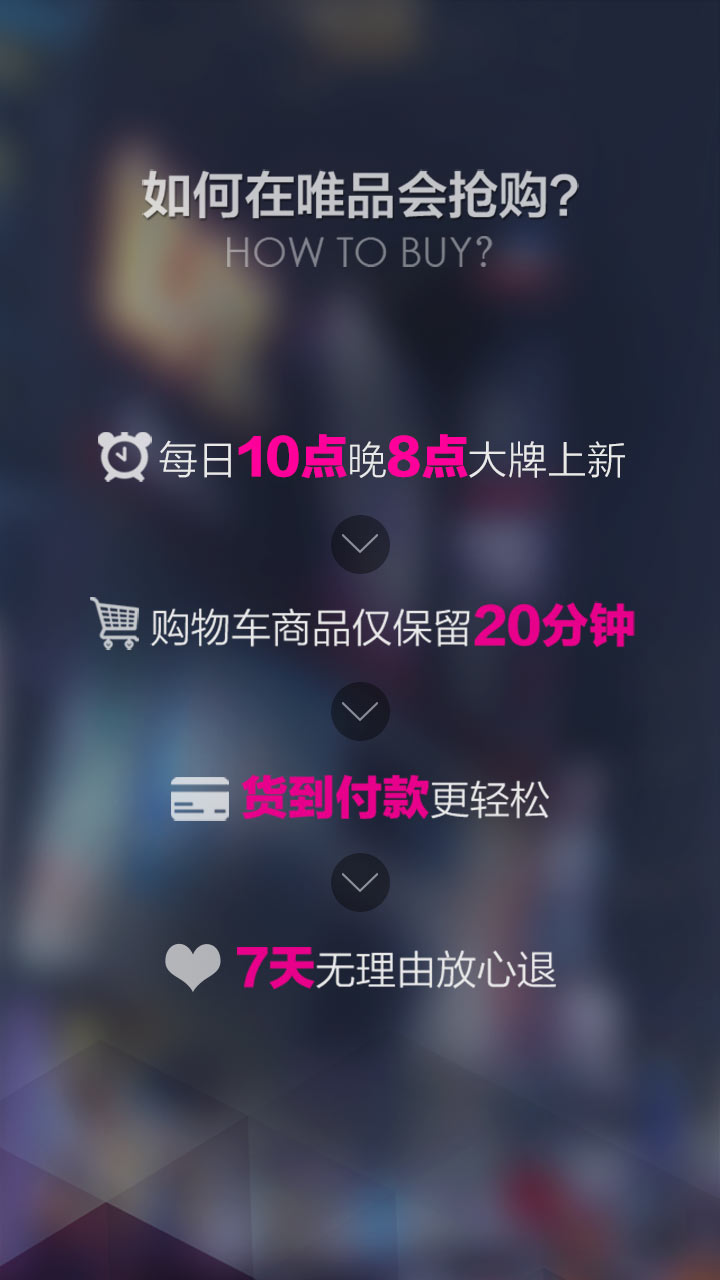 如何在唯品会抢购?
HOW TO BUY?
每日10点晚8点大牌上新
购物车商品仅保留20分钟
货到付款更轻松
7天无理由放心退